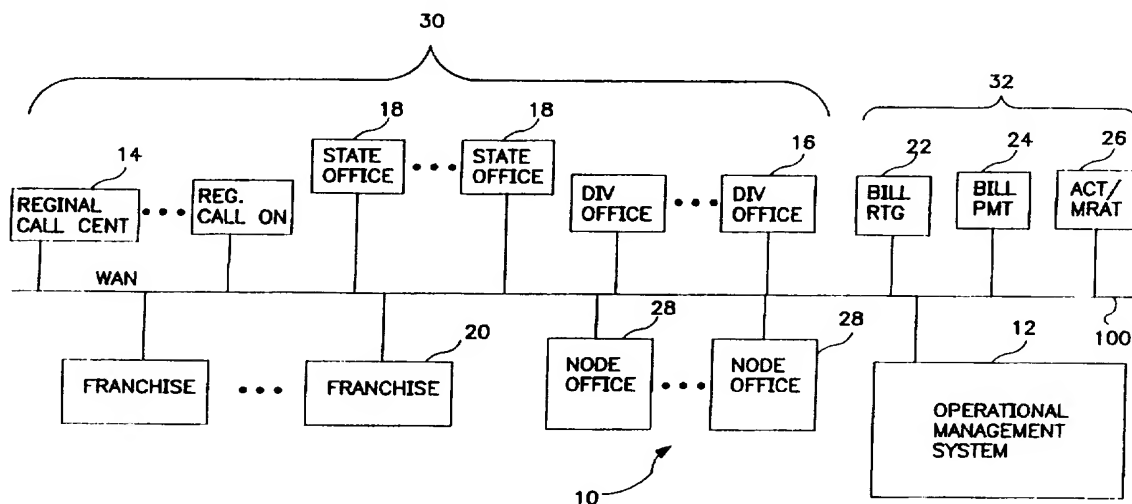 30
32
18
18
14
16
22
24
26
REGINAL
CALL CENT
REG.
CALL ON
STATE
OFFICE
STATE
OFFICE
DIV
OFFICE
DIV
OFFICE
BILL
RTG
BILL
PMT
ACT/
MRAT
WAN
100
20
28
28
12
FRANCHISE
FRANCHISE
NODE
OFFICE
NODE
OFFICE
OPERATIONAL
MANAGEMENT
SYSTEM
10